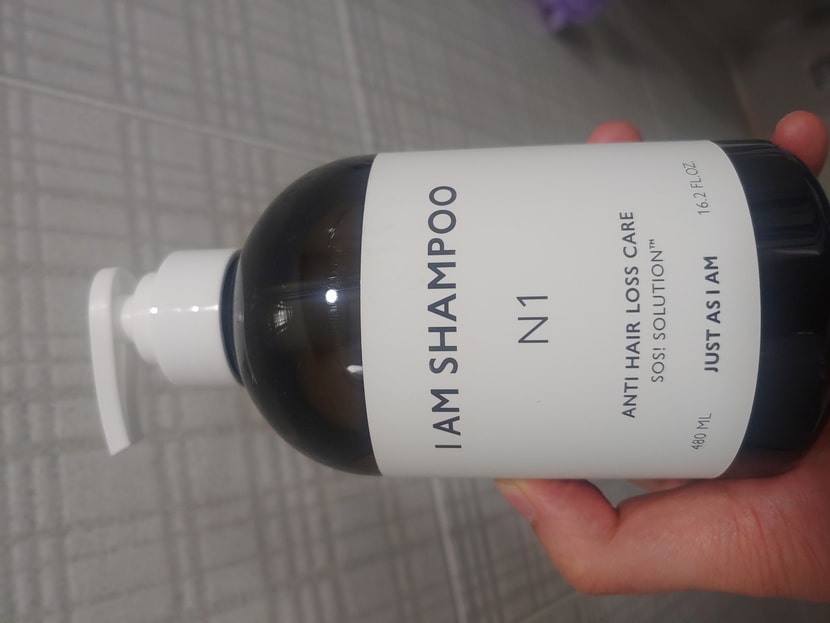 I AM SHAMPOO
N1
ANTI HAIR LOSS CARE
SOS! SOLUTION™
JUST AS I AM
480 ML 16.2 FL.OZ